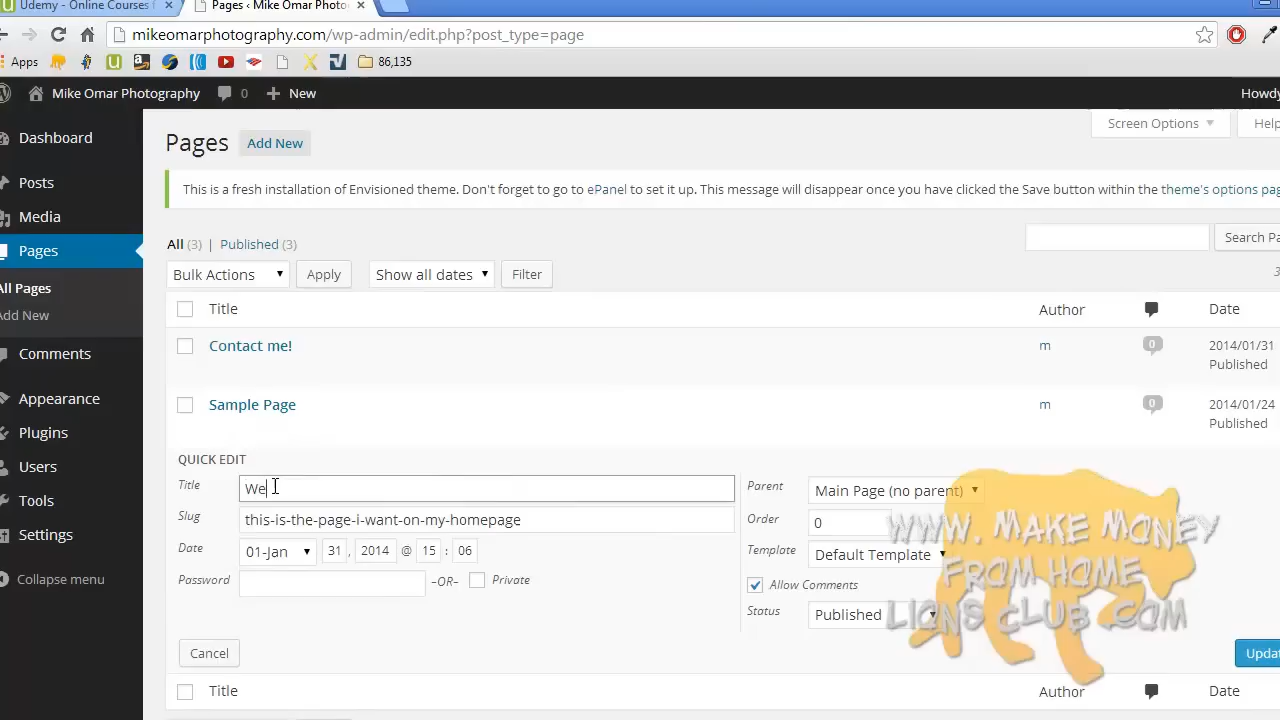 Udemy - Online Courses
Pages ‹ Mike Omar Photo
mikeomarphotography.com/wp-admin/edit.php?post_type=page
Apps
86,135
Mike Omar Photography
0
New
Howdy
Dashboard
Posts
Media
Pages
All Pages
Add New
Comments
Appearance
Plugins
Users
Tools
Settings
Collapse menu
Pages
Add New
Screen Options
Help
This is a fresh installation of Envisioned theme. Don't forget to go to ePanel to set it up. This message will disappear once you have clicked the Save button within the theme's options pag
All (3) | Published (3)
Search Pa
Bulk Actions
Apply
Show all dates
Filter
3
Title
Author
Date
Contact me!
m
0
2014/01/31
Published
Sample Page
m
0
2014/01/24
Published
QUICK EDIT
Title
We
Slug
this-is-the-page-i-want-on-my-homepage
Date
01-Jan
31, 2014 @ 15 : 06
Password
–OR–
Private
Parent
Main Page (no parent)
Order
0
Template
Default Template
Allow Comments
Status
Published
Cancel
Updat
Title
Author
Date
WWW. MAKE MONEY
FROM HOME
LIONS CLUB .COM